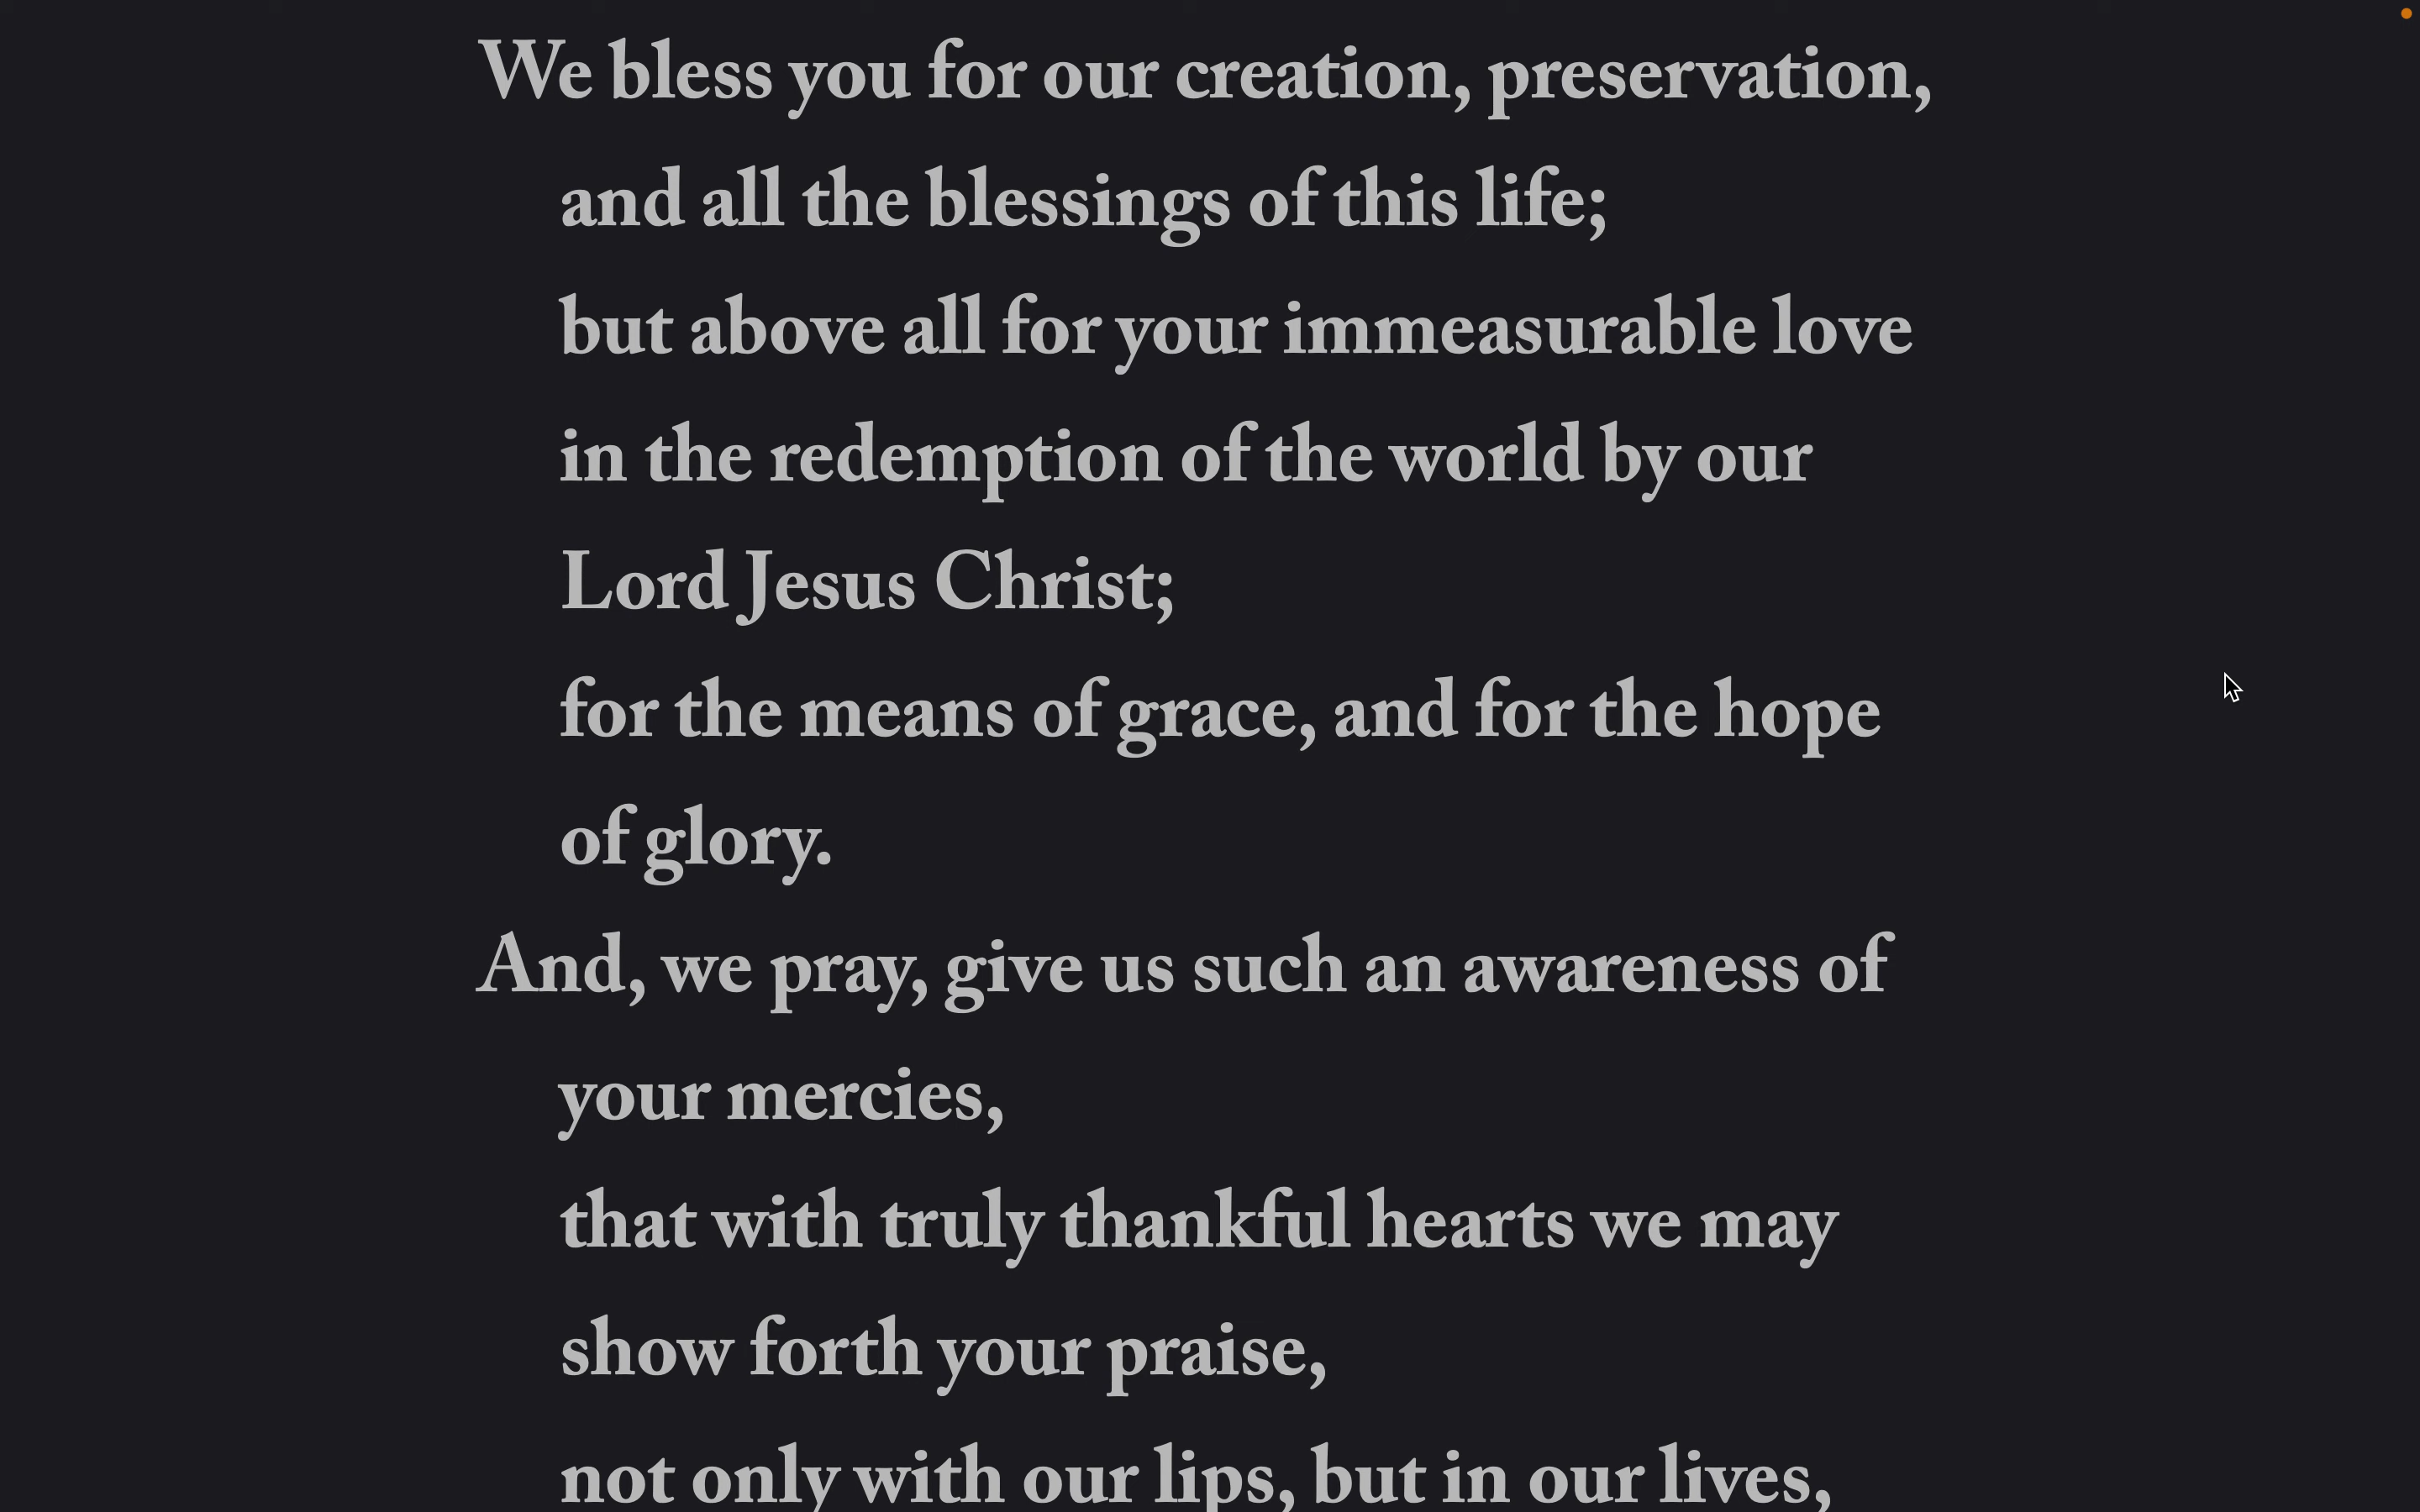 We bless you for our creation, preservation,
and all the blessings of this life;
but above all for your immeasurable love
in the redemption of the world by our
Lord Jesus Christ;
for the means of grace, and for the hope
of glory.
And, we pray, give us such an awareness of
your mercies,
that with truly thankful hearts we may
show forth your praise,
not only with our lips, but in our lives,